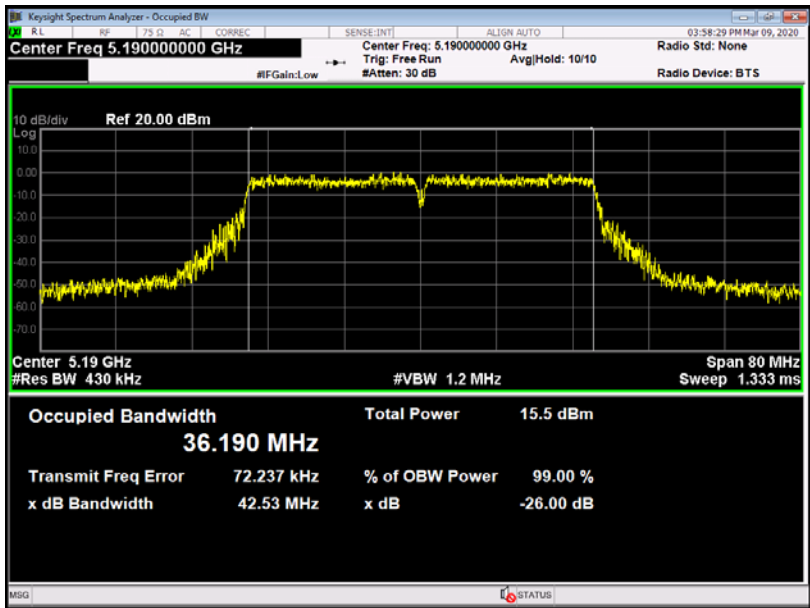 Keysight Spectrum Analyzer - Occupied BW
RL RF 75 Ω AC CORREC SENSE:INT ALIGN AUTO 03:58:29 PM Mar 09, 2020
Center Freq 5.190000000 GHz Center Freq: 5.190000000 GHz Radio Std: None
Trig: Free Run Avg|Hold: 10/10
#IFGain:Low #Atten: 30 dB Radio Device: BTS
10 dB/div Ref 20.00 dBm
Log
10.0
0.00
-10.0
-20.0
-30.0
-40.0
-50.0
-60.0
-70.0
Center 5.19 GHz Span 80 MHz
#Res BW 430 kHz #VBW 1.2 MHz Sweep 1.333 ms
Occupied Bandwidth Total Power 15.5 dBm
36.190 MHz
Transmit Freq Error 72.237 kHz % of OBW Power 99.00 %
x dB Bandwidth 42.53 MHz x dB -26.00 dB
MSG STATUS